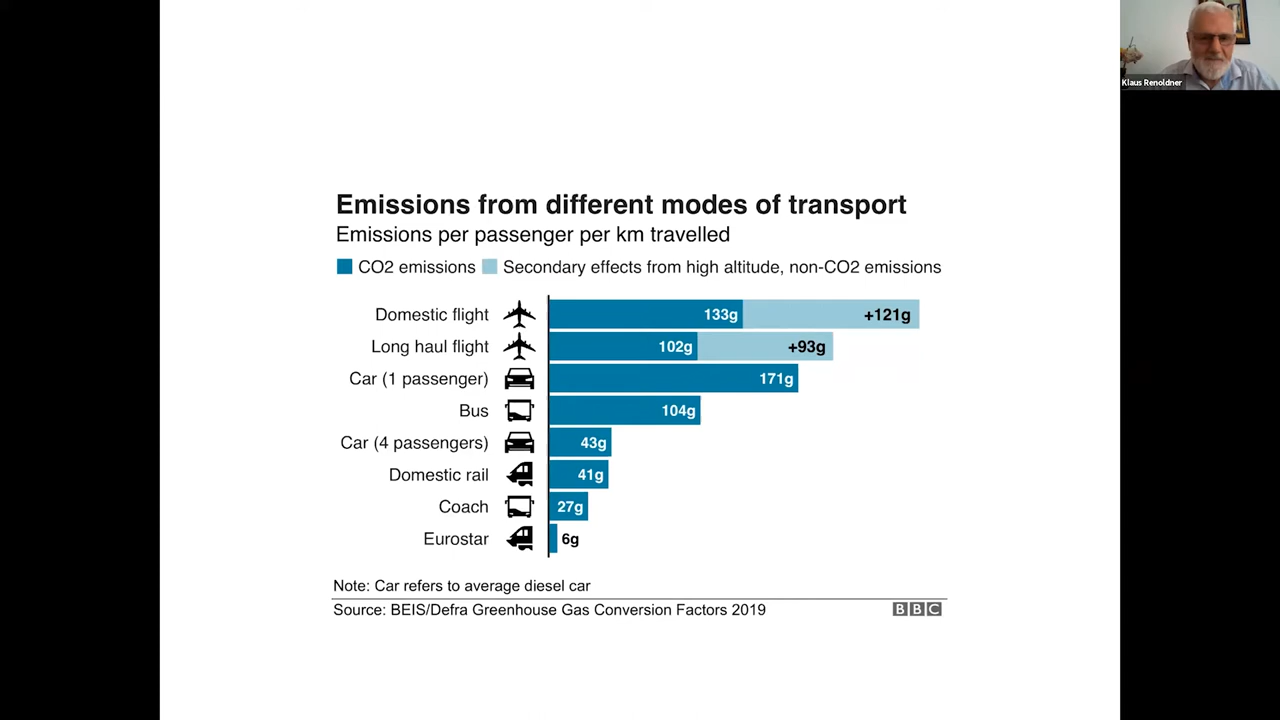 Klaus Renoldner
Emissions from different modes of transport
Emissions per passenger per km travelled
CO2 emissions Secondary effects from high altitude, non-CO2 emissions
Domestic flight 133g +121g
Long haul flight 102g +93g
Car (1 passenger) 171g
Bus 104g
Car (4 passengers) 43g
Domestic rail 41g
Coach 27g
Eurostar 6g
Note: Car refers to average diesel car
Source: BEIS/Defra Greenhouse Gas Conversion Factors 2019 BBC